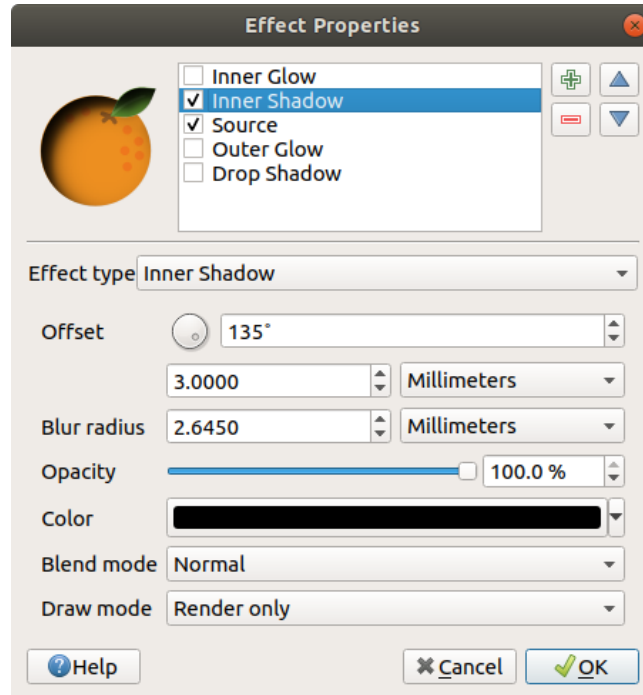 Effect Properties
Inner Glow
Inner Shadow
Source
Outer Glow
Drop Shadow
Effect type Inner Shadow
Offset 135°
3.0000 Millimeters
Blur radius 2.6450 Millimeters
Opacity 100.0 %
Color
Blend mode Normal
Draw mode Render only
Help Cancel OK